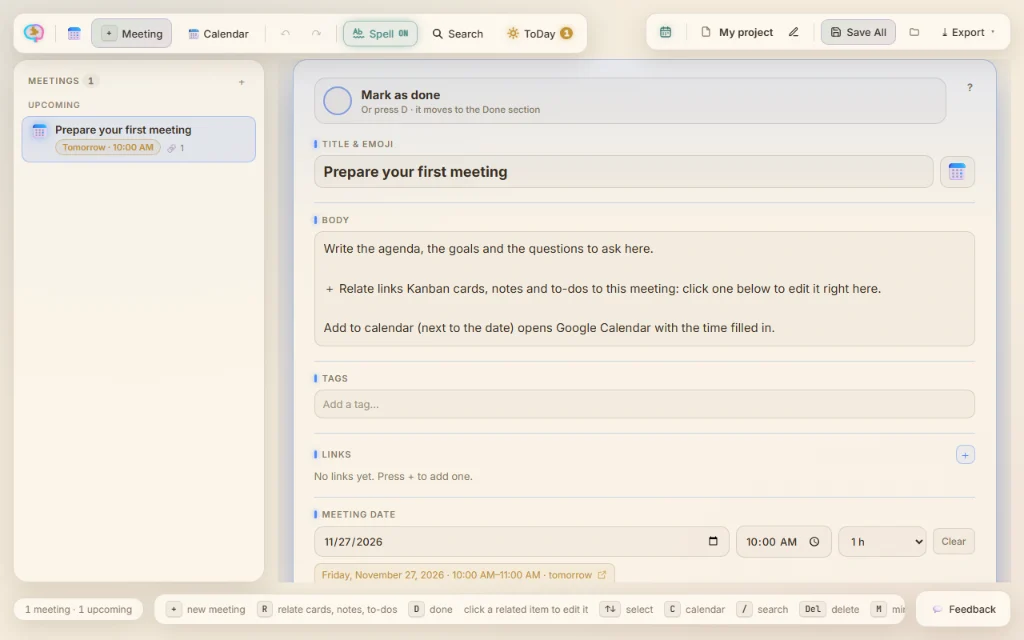 + Meeting
Calendar
Ab Spell ON
Search
ToDay 1
My project
Save All
Export
MEETINGS 1 +
UPCOMING
Prepare your first meeting
Tomorrow · 10:00 AM
1
Mark as done
Or press D · it moves to the Done section
?
TITLE & EMOJI
Prepare your first meeting
BODY
Write the agenda, the goals and the questions to ask here.
+ Relate links Kanban cards, notes and to-dos to this meeting: click one below to edit it right here.
Add to calendar (next to the date) opens Google Calendar with the time filled in.
TAGS
Add a tag...
LINKS
+
No links yet. Press + to add one.
MEETING DATE
11/27/2026
10:00 AM
1 h
Clear
Friday, November 27, 2026 · 10:00 AM–11:00 AM · tomorrow
1 meeting · 1 upcoming
+ new meeting R relate cards, notes, to-dos D done click a related item to edit it ↑↓ select C calendar / search Del delete M
Feedback